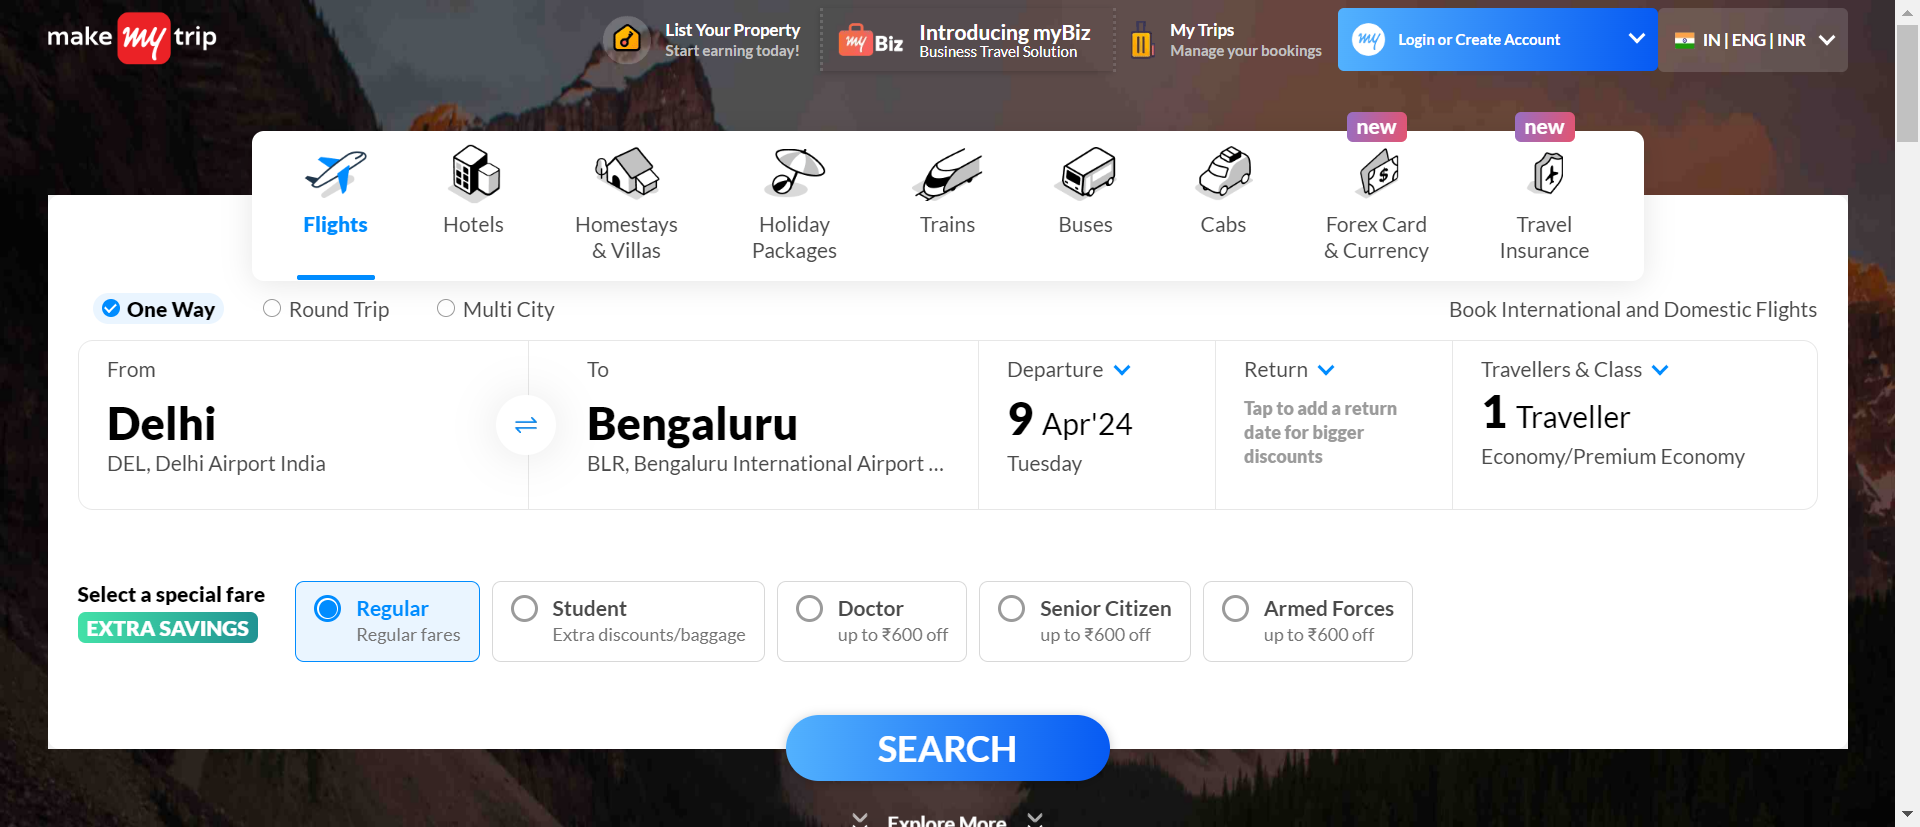 make my trip
List Your Property
Start earning today!
my Biz
Introducing myBiz
Business Travel Solution
My Trips
Manage your bookings
my Login or Create Account
IN | ENG | INR
new
new
Flights
Hotels
Homestays
& Villas
Holiday
Packages
Trains
Buses
Cabs
Forex Card
& Currency
Travel
Insurance
One Way
Round Trip
Multi City
Book International and Domestic Flights
From
Delhi
DEL, Delhi Airport India
To
Bengaluru
BLR, Bengaluru International Airport ...
Departure
9 Apr'24
Tuesday
Return
Tap to add a return
date for bigger
discounts
Travellers & Class
1 Traveller
Economy/Premium Economy
Select a special fare
EXTRA SAVINGS
Regular
Regular fares
Student
Extra discounts/baggage
Doctor
up to ₹600 off
Senior Citizen
up to ₹600 off
Armed Forces
up to ₹600 off
SEARCH
Explore More